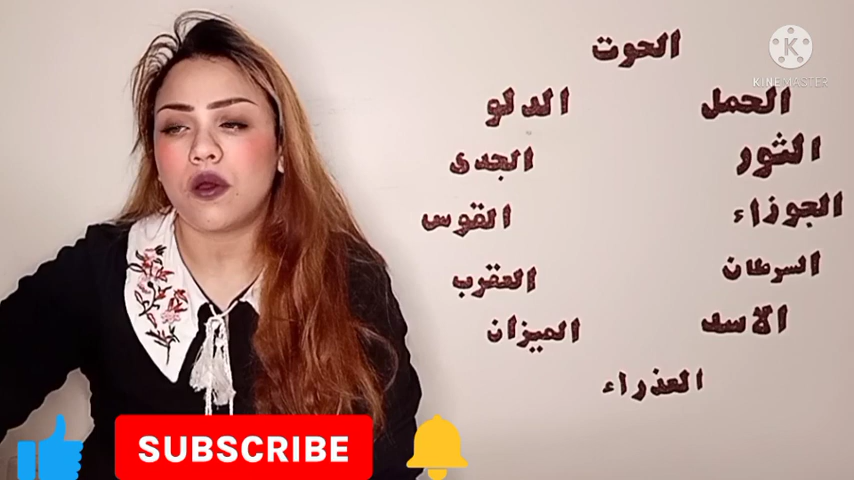 الحوت
KINEMASTER
الحمل
الدلو
الثور
الجدى
الجوزاء
القوس
السرطان
العقرب
الاسد
الميزان
العذراء
SUBSCRIBE